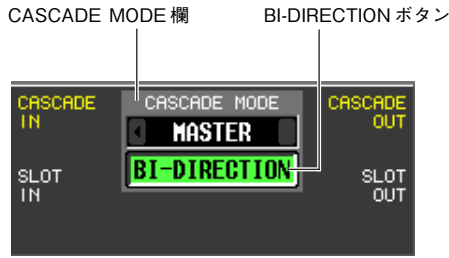 CASCADE MODE 欄
BI-DIRECTION ボタン
CASCADE IN
CASCADE MODE
CASCADE OUT
MASTER
BI-DIRECTION
SLOT IN
SLOT OUT